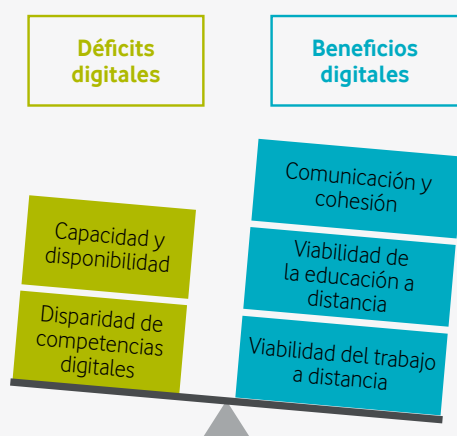 Déficits
digitales
Beneficios
digitales
Capacidad y
disponibilidad
Disparidad de
competencias
digitales
Comunicación y
cohesión
Viabilidad de
la educación a
distancia
Viabilidad del trabajo
a distancia